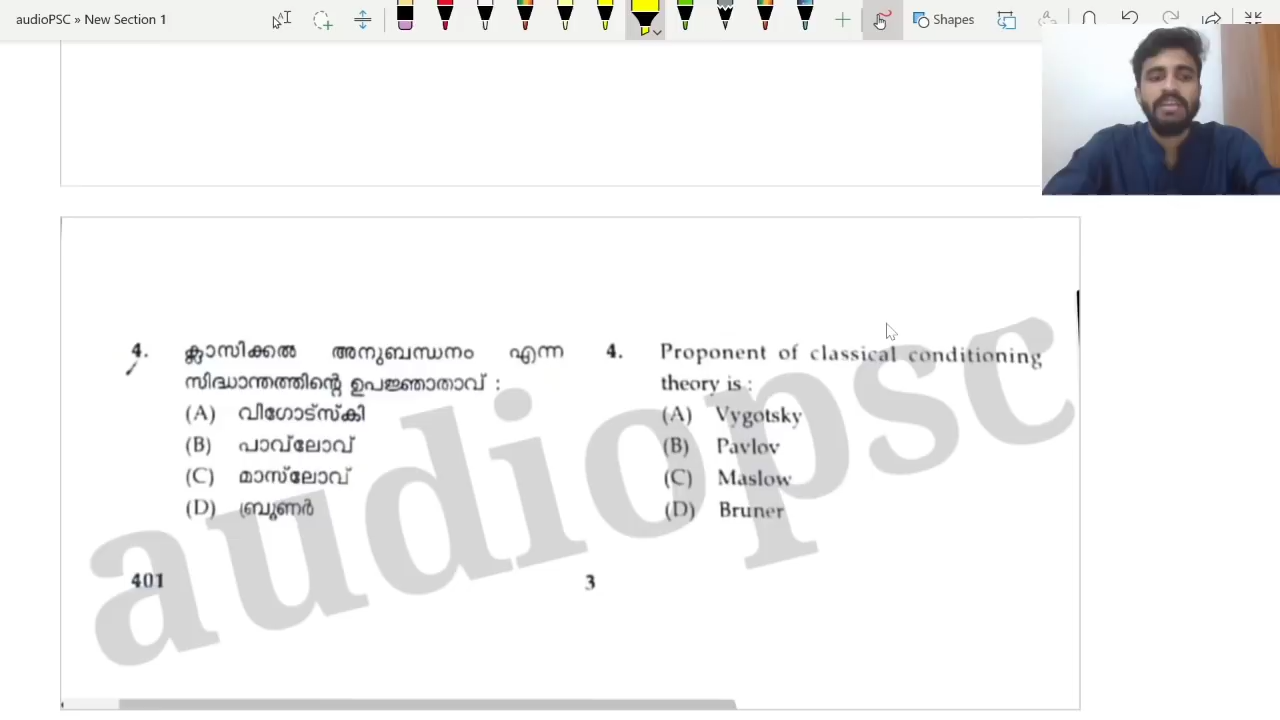 audioPSC » New Section 1
Shapes
4. ക്ലാസിക്കൽ അനുബന്ധനം എന്ന
സിദ്ധാന്തത്തിന്റെ ഉപജ്ഞാതാവ് :
(A) വിഗോട്സ്കി
(B) പാവ്‌ലോവ്
(C) മാസ്‌ലോവ്
(D) ബ്രൂണർ
4. Proponent of classical conditioning
theory is :
(A) Vygotsky
(B) Pavlov
(C) Maslow
(D) Bruner
401
3
audiopsc